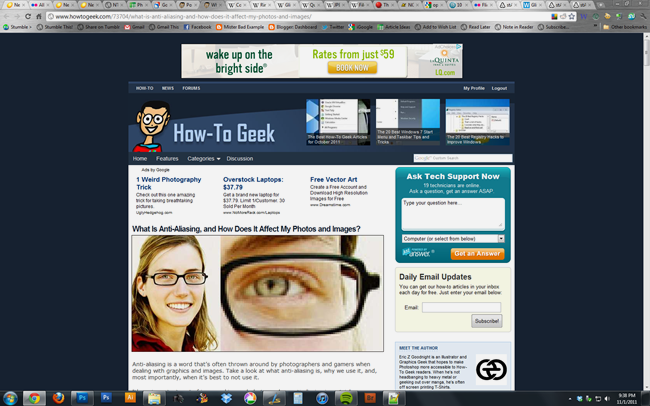 www.howtogeek.com/73704/what-is-anti-aliasing-and-how-does-it-affect-my-photos-and-images/
Stumble!
Share on Tumblr
Gmail
This!
Facebook
Mister Bad Example
Blogger: Dashboard
Twitter
Google-icon
Article Ideas
Add to Wish List
Read Later
Note in Reader
Subscribe...
Other bookmarks
wake up on the
bright side®
Rates from just $59
BOOK NOW
LAQUINTA
LQ.com
HOW-TO NEWS FORUMS
My Profile Logout
How-To Geek
The Best How-To Geek Articles
for October 2011
The 20 Best Windows 7 Start
Menu and Taskbar Tips and
Tricks
The 20 Best Registry Hacks to
Improve Windows
Home Features Categories Discussion
Ads by Google
1 Weird Photography
Trick
Check out this one amazing
trick for taking breathtaking
pictures.
UglyHedgehog.com
Overstock Laptops:
$37.79
Get a brand new laptop for
$37.79. Limit 1/Customer. 30
Sold Per Month
www.NoMoreRack.com/Laptops
Free Vector Art
Create a Free Account and
Download High Resolution
Images for Free.
www.Dreamstime.com
Ask Tech Support Now
19 technicians are online.
Ask a question, get an answer ASAP.
Type your question here...
Computer (or select from below)
answer.
Get an Answer
What Is Anti-Aliasing, and How Does It Affect My Photos and Images?
Daily Email Updates
You can get our how-to articles in your inbox
each day for free. Just enter your email below:
Email:
Subscribe!
Anti-aliasing is a word that's often thrown around by photographers and gamers when
dealing with graphics and images. Take a look at what anti-aliasing is, why we use it, and,
most importantly, when it's best to not use it.
MEET THE AUTHOR
Eric Z Goodnight is an Illustrator and
Graphics Geek that hopes to make
Photoshop more accessible to How-
To Geek readers. When he's not
headbanging to heavy metal or
geeking out over manga, he's often
off screen printing T-Shirts.
9:38 PM
11/1/2011